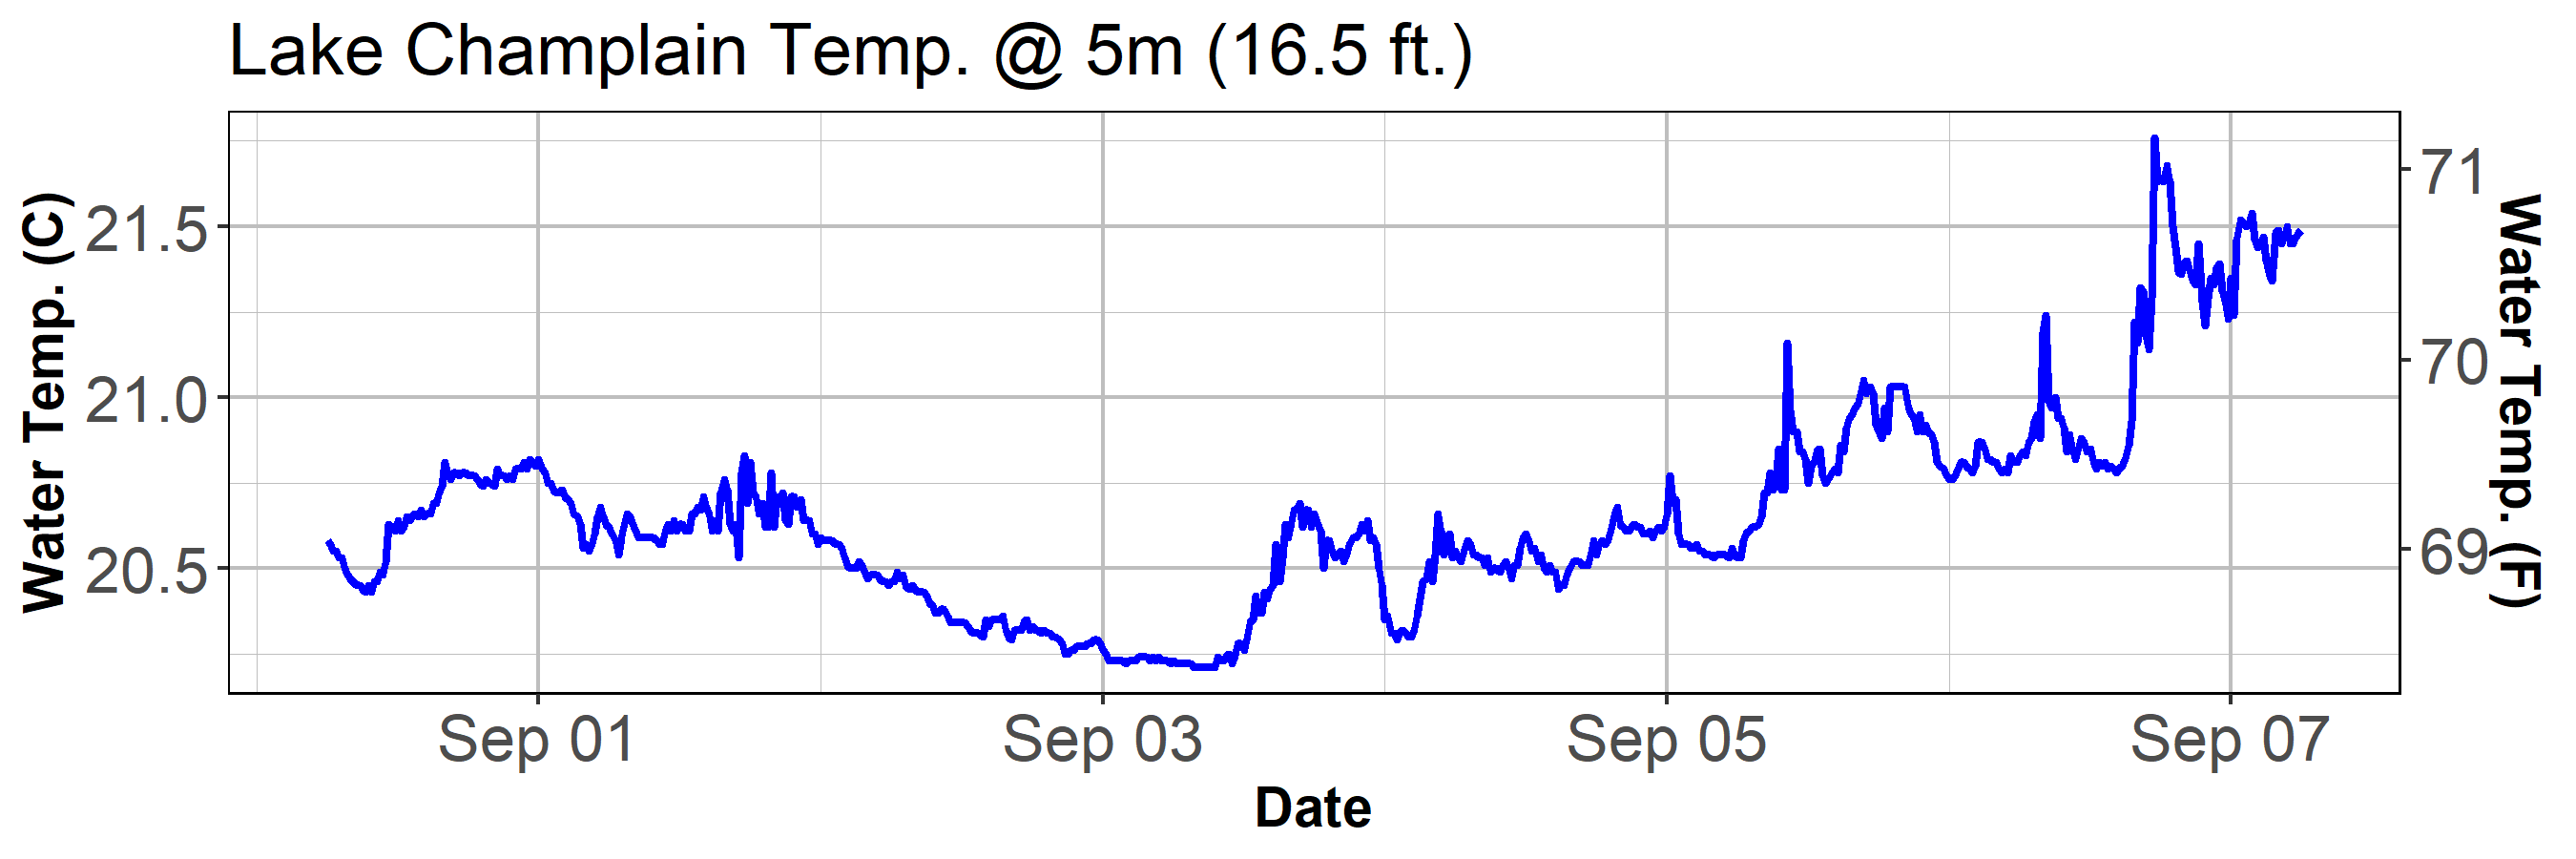 Lake Champlain Temp. @ 5m (16.5 ft.)
Water Temp. (C)
21.5
21.0
20.5
71
70
69
Water Temp. (F)
Sep 01
Sep 03
Sep 05
Sep 07
Date